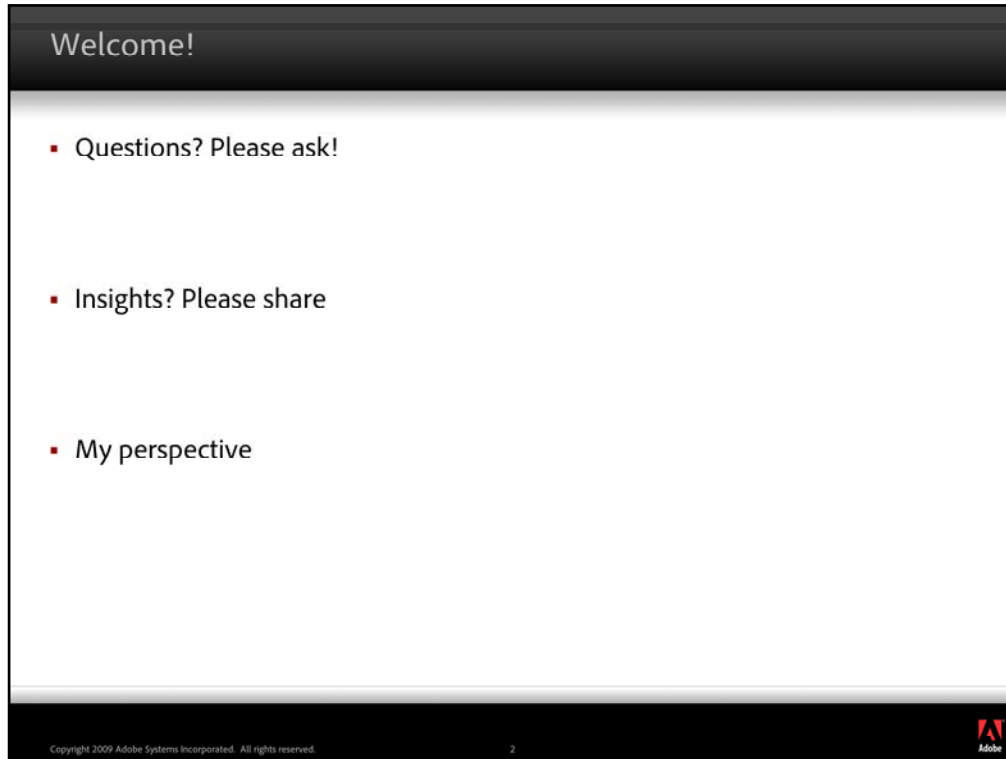 Welcome!
▪ Questions? Please ask!
▪ Insights? Please share
▪ My perspective
Copyright 2009 Adobe Systems Incorporated. All rights reserved.
2
Adobe